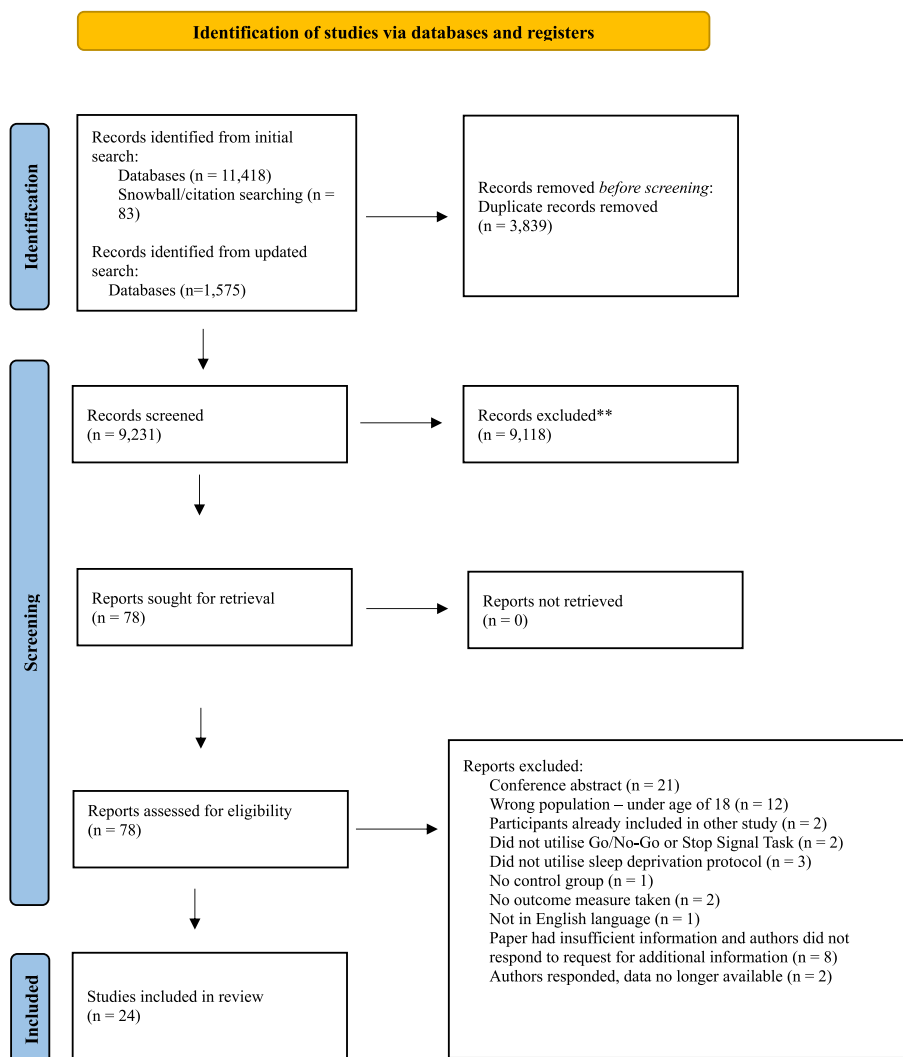 Identification of studies via databases and registers
Identification
Records identified from initial
search:
Databases (n = 11,418)
Snowball/citation searching (n =
83)
Records identified from updated
search:
Databases (n=1,575)
Records removed before screening:
Duplicate records removed
(n = 3,839)
Screening
Records screened
(n = 9,231)
Records excluded**
(n = 9,118)
Reports sought for retrieval
(n = 78)
Reports not retrieved
(n = 0)
Reports assessed for eligibility
(n = 78)
Reports excluded:
Conference abstract (n = 21)
Wrong population – under age of 18 (n = 12)
Participants already included in other study (n = 2)
Did not utilise Go/No-Go or Stop Signal Task (n = 2)
Did not utilise sleep deprivation protocol (n = 3)
No control group (n = 1)
No outcome measure taken (n = 2)
Not in English language (n = 1)
Paper had insufficient information and authors did not
respond to request for additional information (n = 8)
Authors responded, data no longer available (n = 2)
Included
Studies included in review
(n = 24)